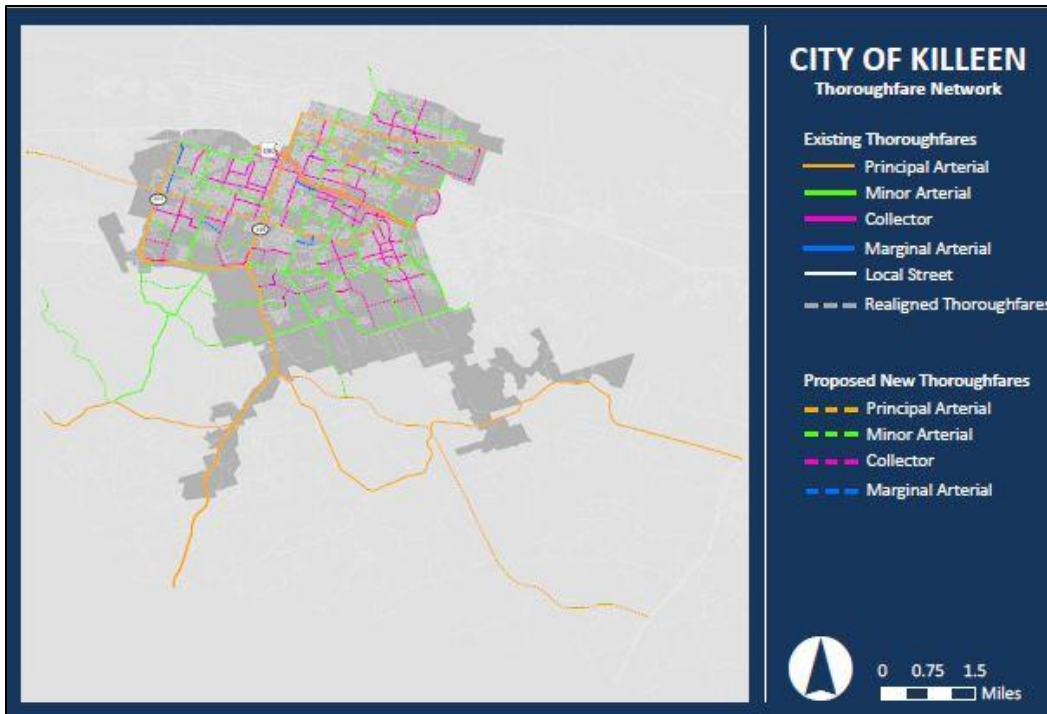 CITY OF KILLEEN
Thoroughfare Network
Existing Thoroughfares
Principal Arterial
Minor Arterial
Collector
Marginal Arterial
Local Street
Realigned Thoroughfares
Proposed New Thoroughfares
Principal Arterial
Minor Arterial
Collector
Marginal Arterial
0 0.75 1.5
Miles